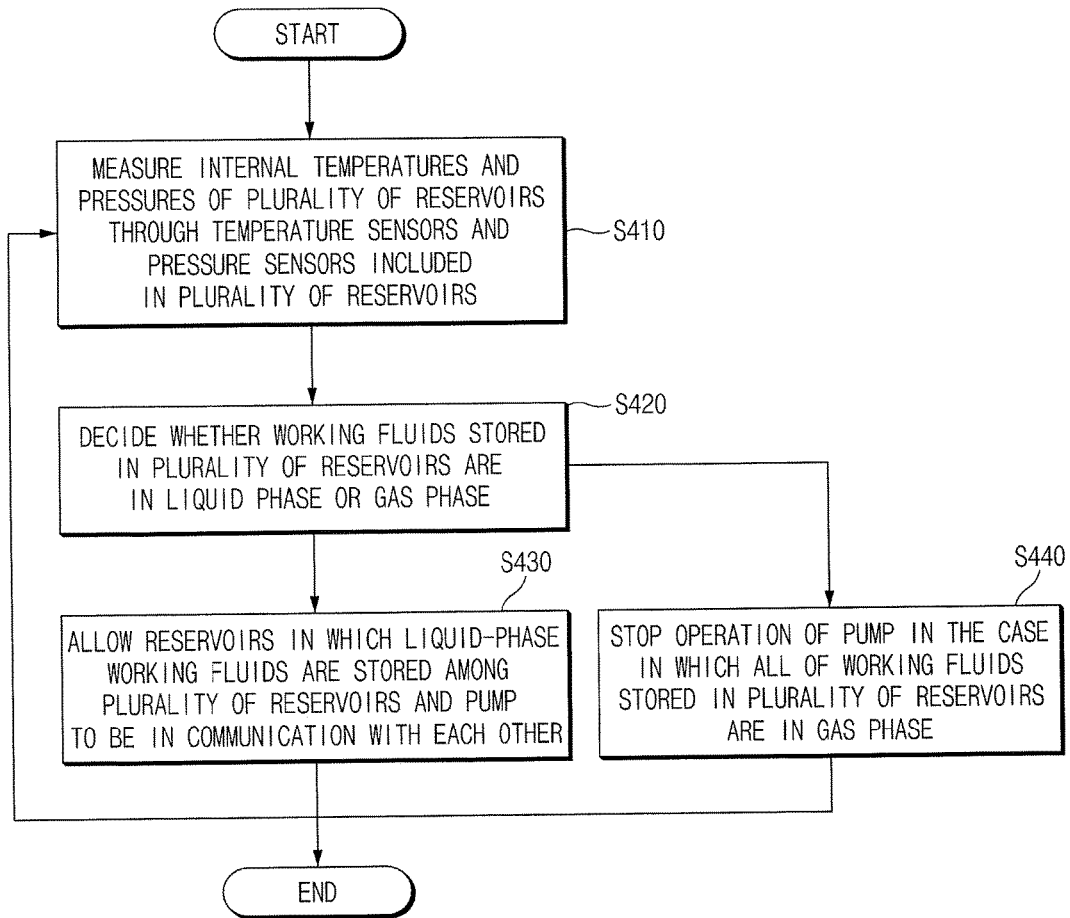 START
MEASURE INTERNAL TEMPERATURES AND
PRESSURES OF PLURALITY OF RESERVOIRS
THROUGH TEMPERATURE SENSORS AND
PRESSURE SENSORS INCLUDED
IN PLURALITY OF RESERVOIRS
S410
DECIDE WHETHER WORKING FLUIDS STORED
IN PLURALITY OF RESERVOIRS ARE
IN LIQUID PHASE OR GAS PHASE
S420
S430
ALLOW RESERVOIRS IN WHICH LIQUID-PHASE
WORKING FLUIDS ARE STORED AMONG
PLURALITY OF RESERVOIRS AND PUMP
TO BE IN COMMUNICATION WITH EACH OTHER
S440
STOP OPERATION OF PUMP IN THE CASE
IN WHICH ALL OF WORKING FLUIDS
STORED IN PLURALITY OF RESERVOIRS
ARE IN GAS PHASE
END